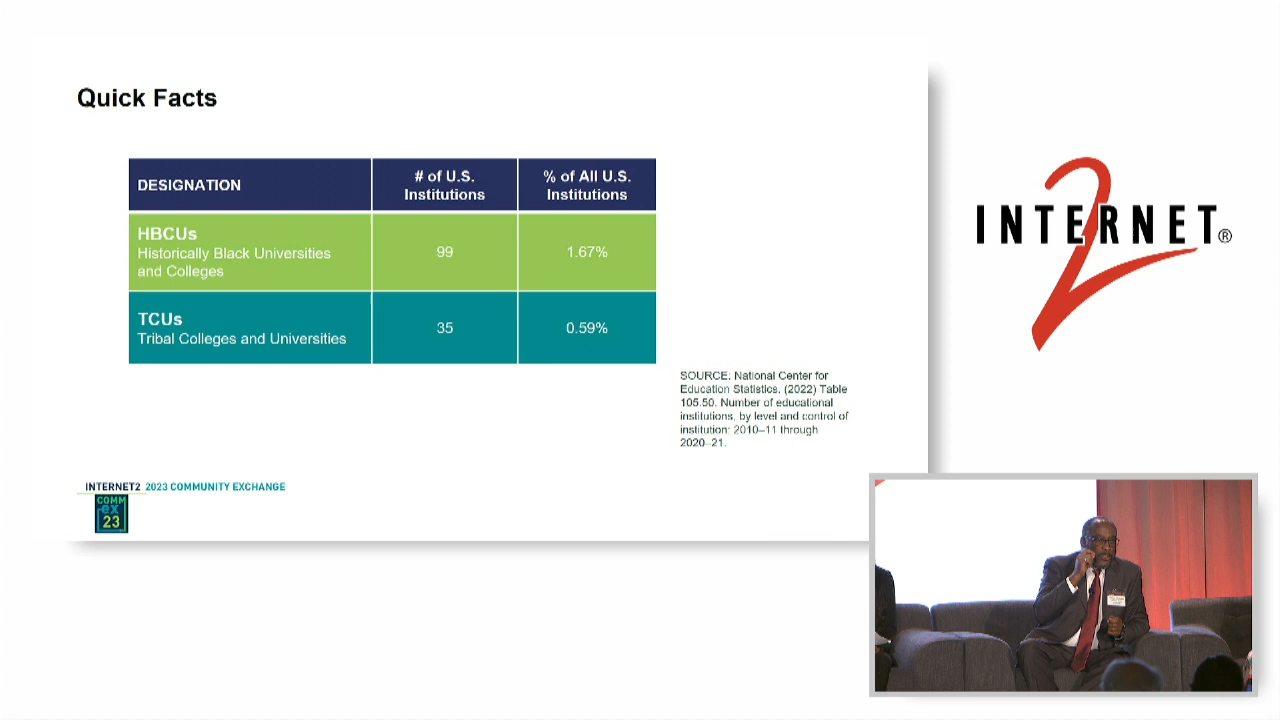 Quick Facts
DESIGNATION
# of U.S.
Institutions
% of All U.S.
Institutions
HBCUs
Historically Black Universities
and Colleges
99
1.67%
TCUs
Tribal Colleges and Universities
35
0.59%
SOURCE: National Center for
Education Statistics. (2022) Table
105.50. Number of educational
institutions, by level and control of
institution: 2010–11 through
2020–21.
INTERNET2 2023 COMMUNITY EXCHANGE
COMM
ex
23
INTERNET®
2